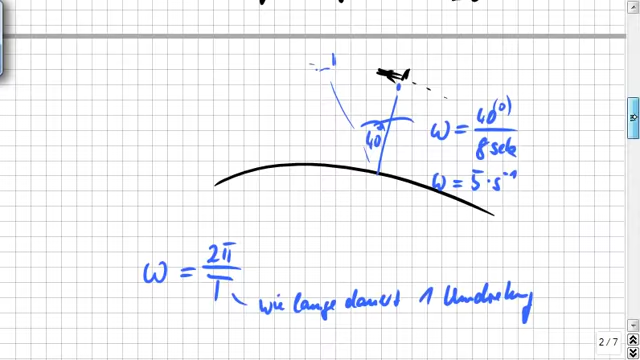 40°
ω = 40(°) / 8 sek
ω = 5 · s⁻¹
ω = 2π / T
wie lange dauert 1 Umdrehung
2 / 7